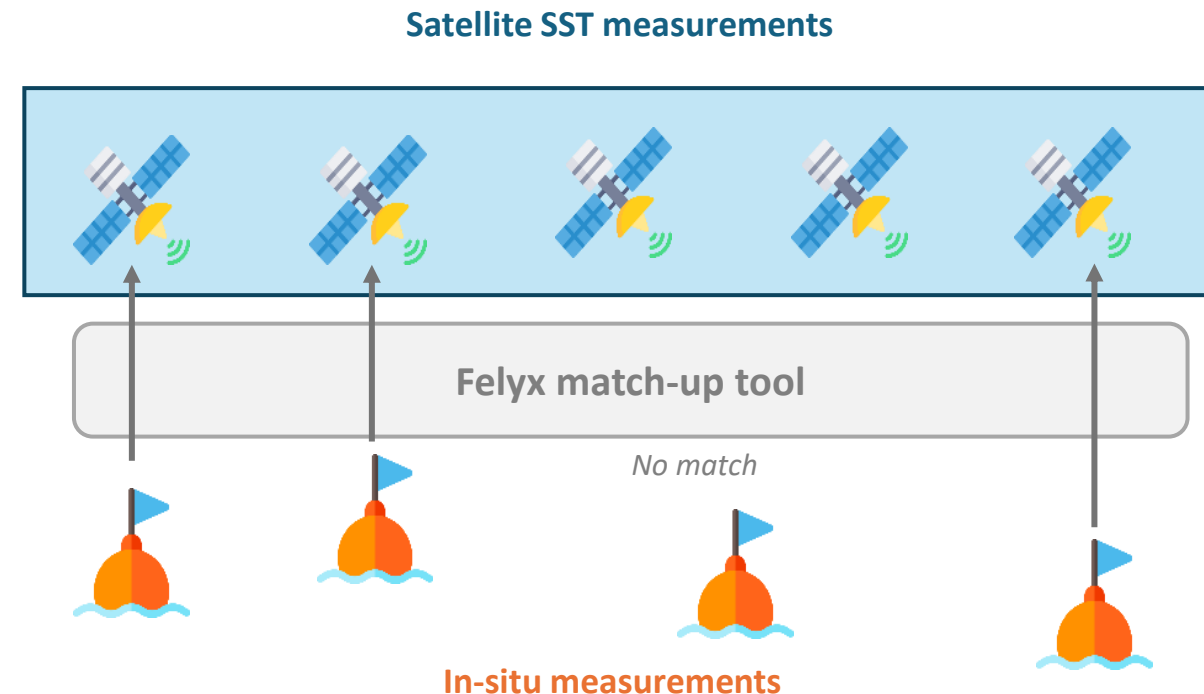 Satellite SST measurements
Felyx match-up tool
No match
In-situ measurements